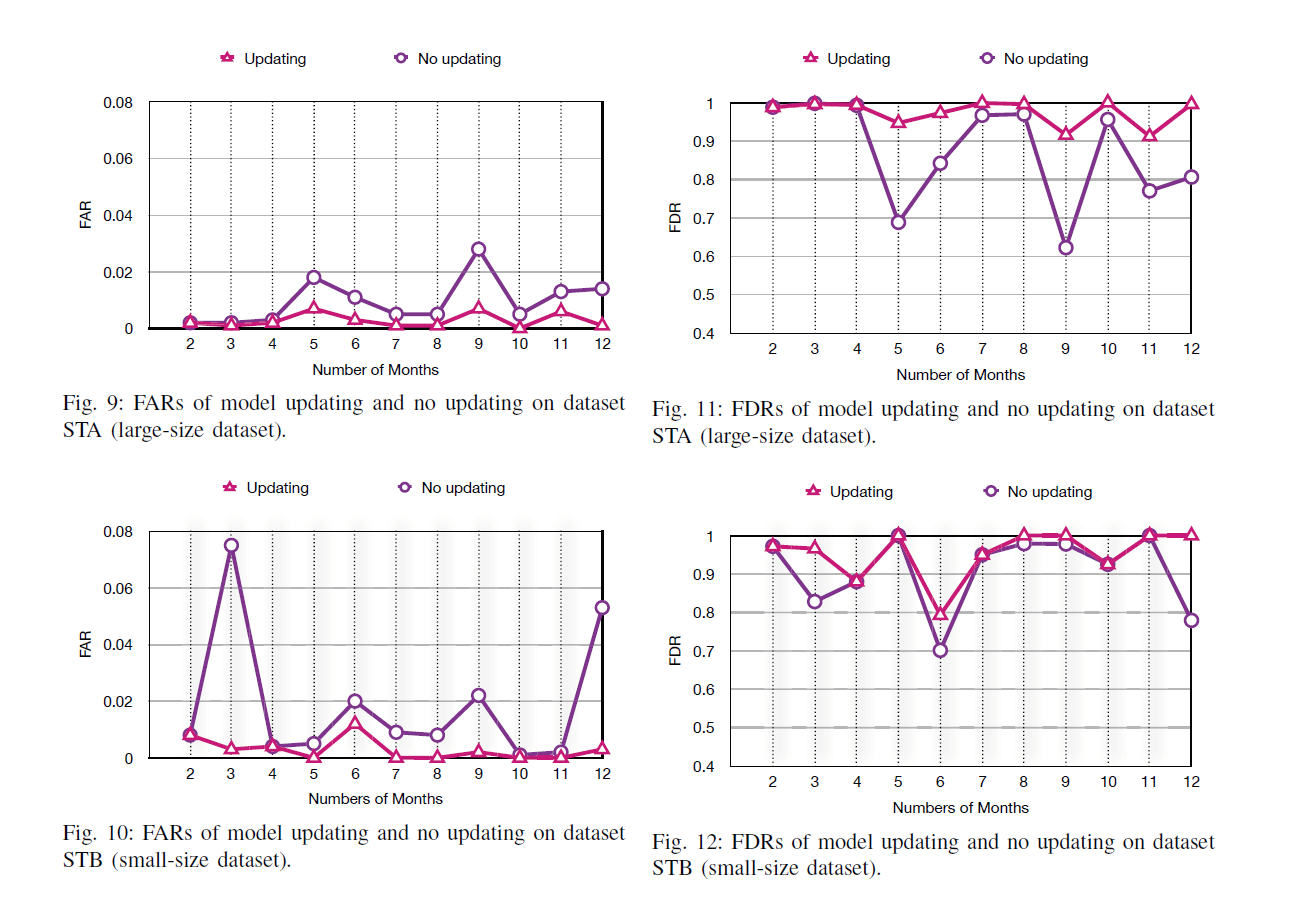 Updating No updating
0.08
0.06
0.04
0.02
0
FAR
2 3 4 5 6 7 8 9 10 11 12
Number of Months
Fig. 9: FARs of model updating and no updating on dataset
STA (large-size dataset).
Updating No updating
1
0.9
0.8
0.7
0.6
0.5
0.4
FDR
2 3 4 5 6 7 8 9 10 11 12
Number of Months
Fig. 11: FDRs of model updating and no updating on dataset
STA (large-size dataset).
Updating No updating
0.08
0.06
0.04
0.02
0
FAR
2 3 4 5 6 7 8 9 10 11 12
Numbers of Months
Fig. 10: FARs of model updating and no updating on dataset
STB (small-size dataset).
Updating No updating
1
0.9
0.8
0.7
0.6
0.5
0.4
FDR
2 3 4 5 6 7 8 9 10 11 12
Numbers of Months
Fig. 12: FDRs of model updating and no updating on dataset
STB (small-size dataset).